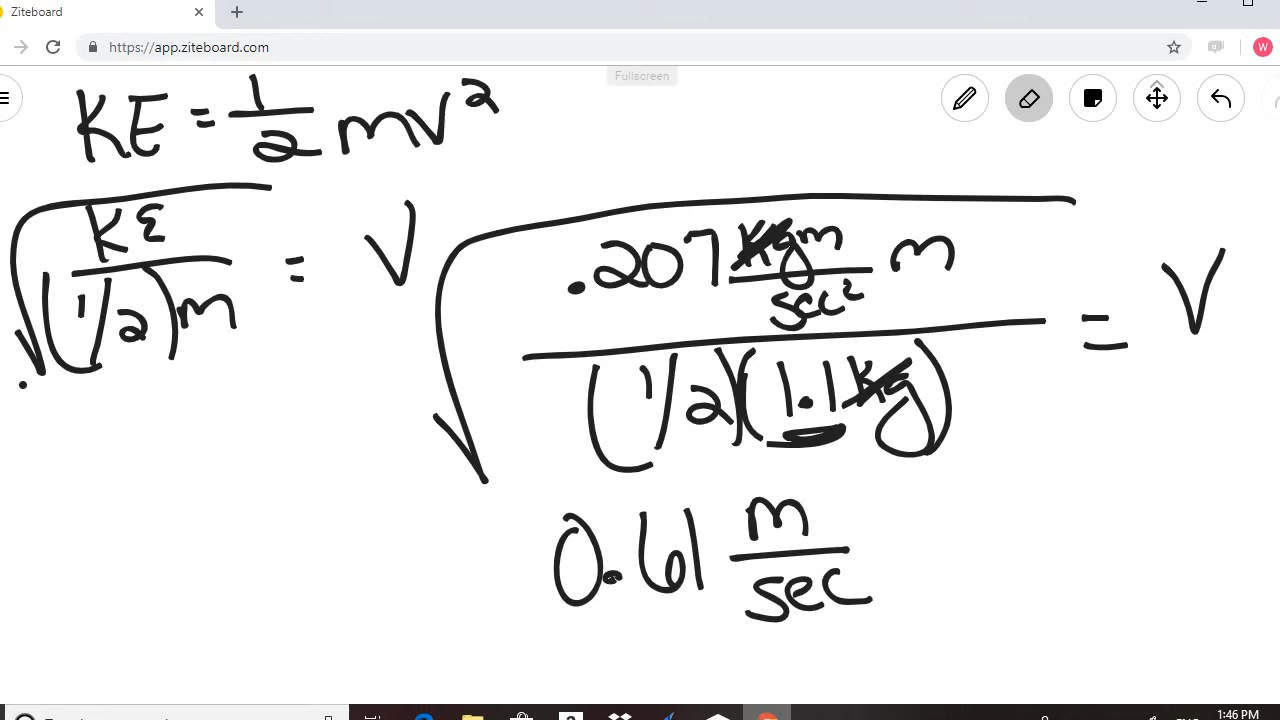 Ziteboard
https://app.ziteboard.com
W
Fullscreen
KE = 1/2 mv²
√(KE/((1/2)m)) = V
√(.207 (kgm/sec²) m / ((1/2)(1.1 kg))) = V
0.61 m/sec
1:46 PM